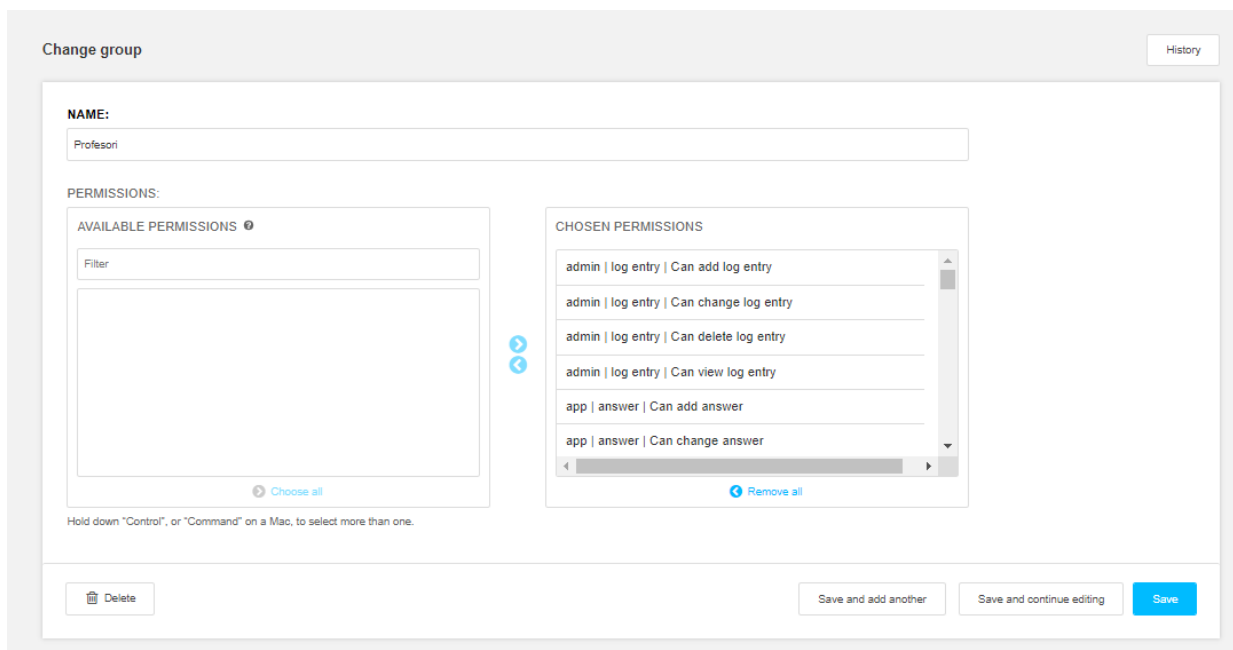 Change group
History
NAME:
Profesori
PERMISSIONS:
AVAILABLE PERMISSIONS
Filter
Choose all
CHOSEN PERMISSIONS
admin | log entry | Can add log entry
admin | log entry | Can change log entry
admin | log entry | Can delete log entry
admin | log entry | Can view log entry
app | answer | Can add answer
app | answer | Can change answer
Remove all
Hold down "Control", or "Command" on a Mac, to select more than one.
Delete
Save and add another
Save and continue editing
Save